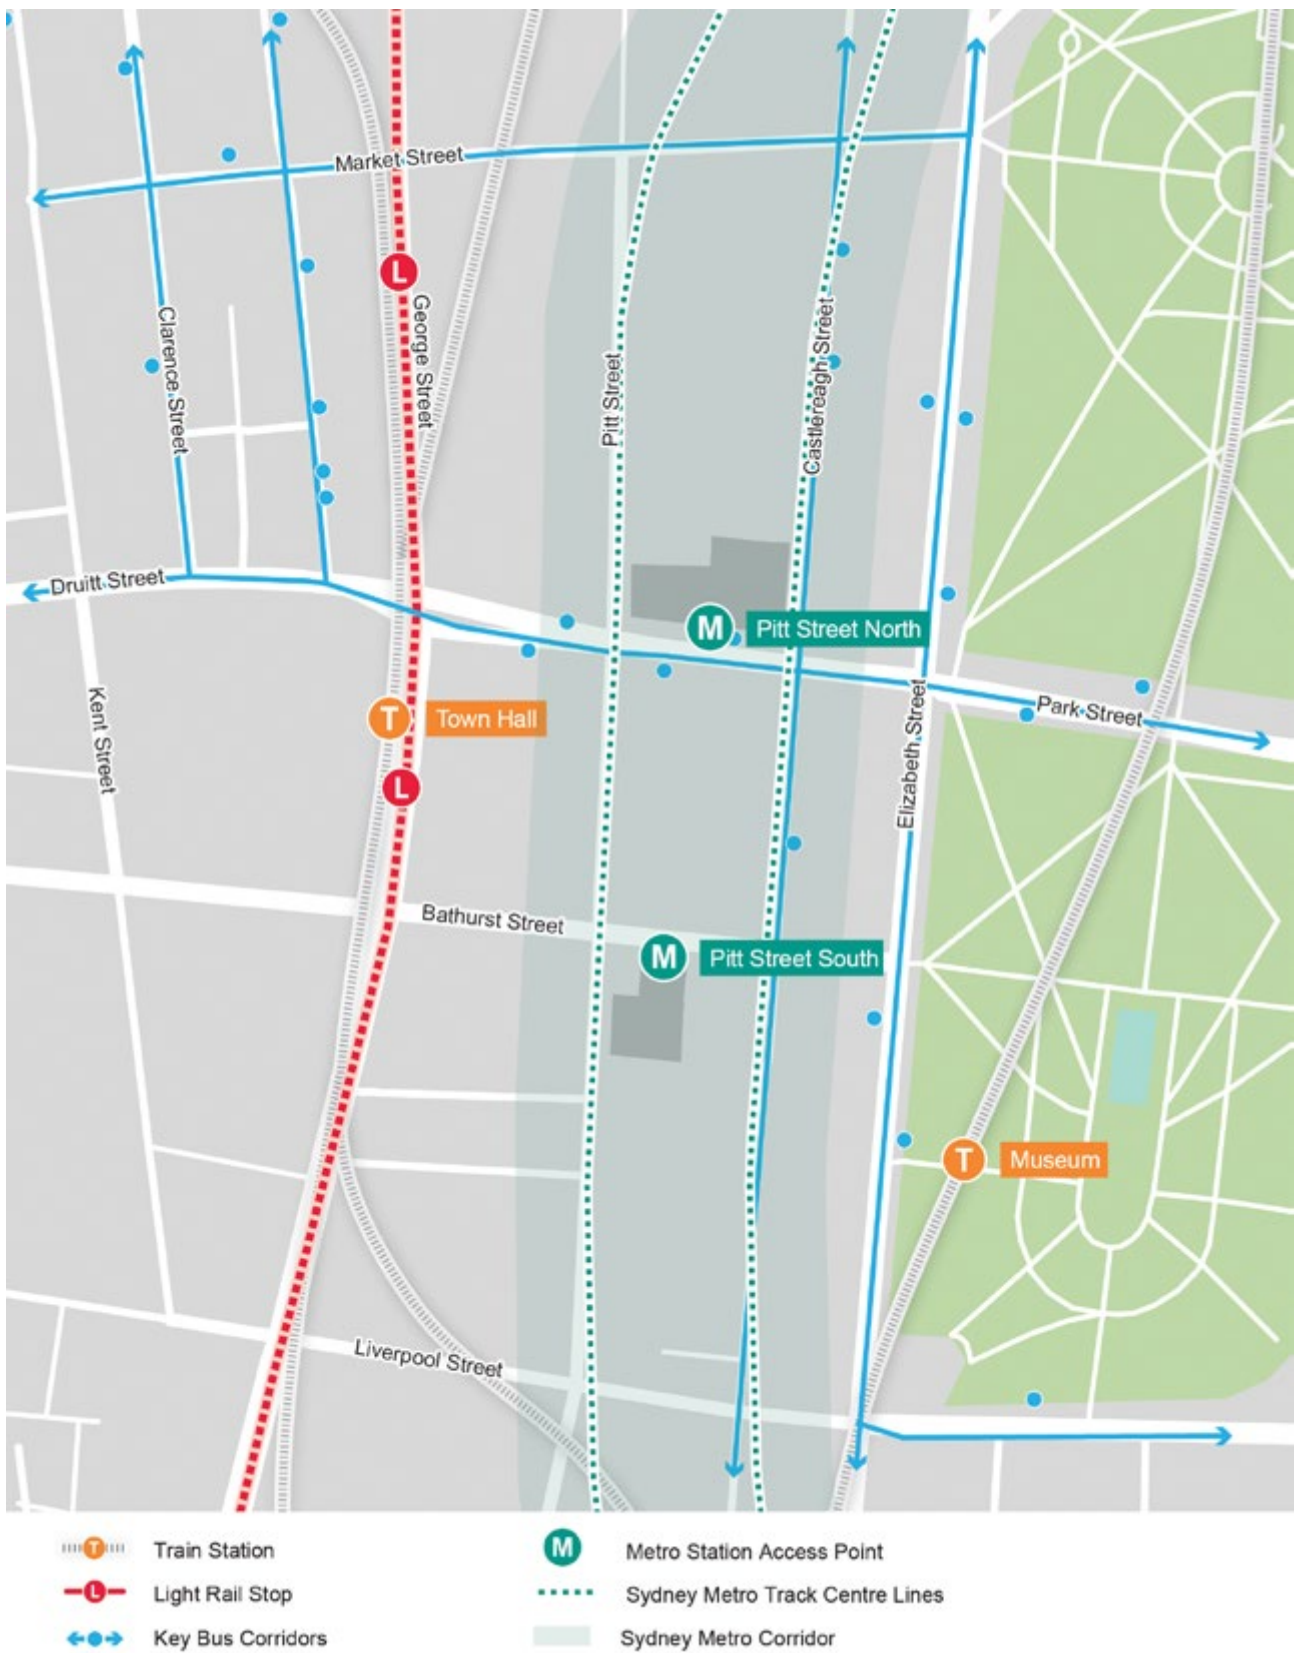 Market Street
L
George Street
Clarence Street
Pitt Street
Castlereagh Street
Druitt Street
M
Pitt Street North
Kent Street
T
Town Hall
Elizabeth Street
Park Street
L
Bathurst Street
M
Pitt Street South
T
Museum
Liverpool Street
T
Train Station
M
Metro Station Access Point
L
Light Rail Stop
Sydney Metro Track Centre Lines
Key Bus Corridors
Sydney Metro Corridor